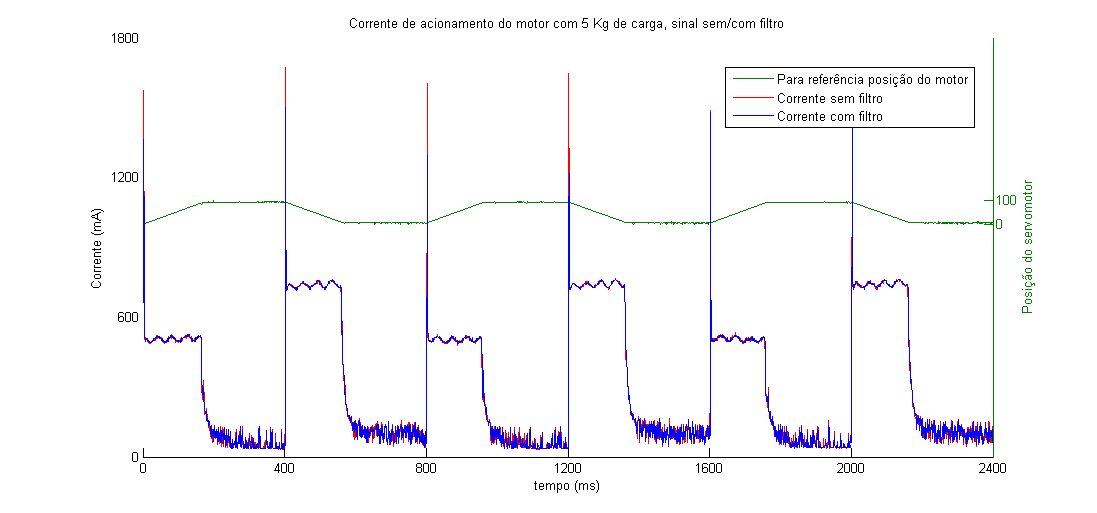 Corrente de acionamento do motor com 5 Kg de carga, sinal sem/com filtro
1800
1200
600
0
Corrente (mA)
Para referência posição do motor
Corrente sem filtro
Corrente com filtro
100
0
Posição do servomotor
0
400
800
1200
1600
2000
2400
tempo (ms)